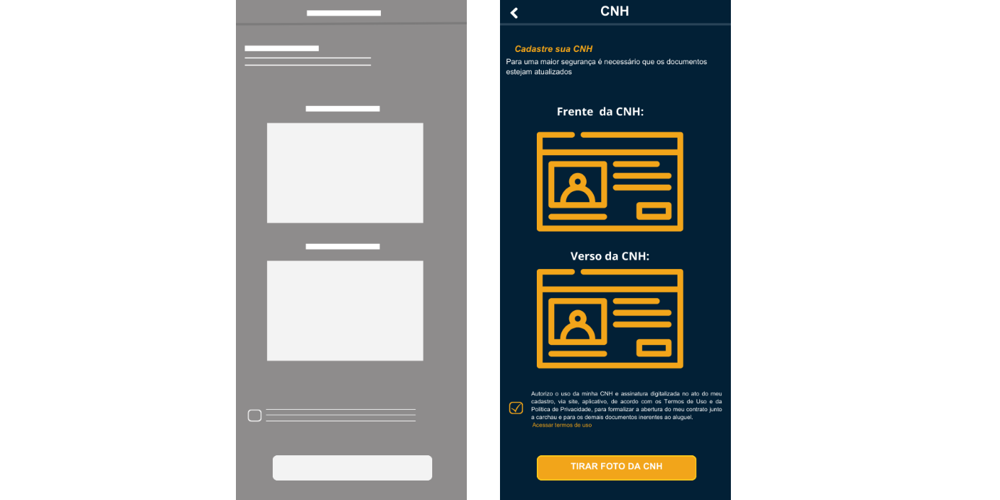 CNH
Cadastre sua CNH
Para uma maior segurança é necessário que os documentos
estejam atualizados
Frente da CNH:
Verso da CNH:
Autorizo o uso da minha CNH e assinatura digitalizada no ato do meu
cadastro, via site, aplicativo, de acordo com os Termos de Uso e da
Política de Privacidade, para formalizar a abertura do meu contrato junto
a carchau e para os demais documentos inerentes ao aluguel.
Acessar termos de uso
TIRAR FOTO DA CNH